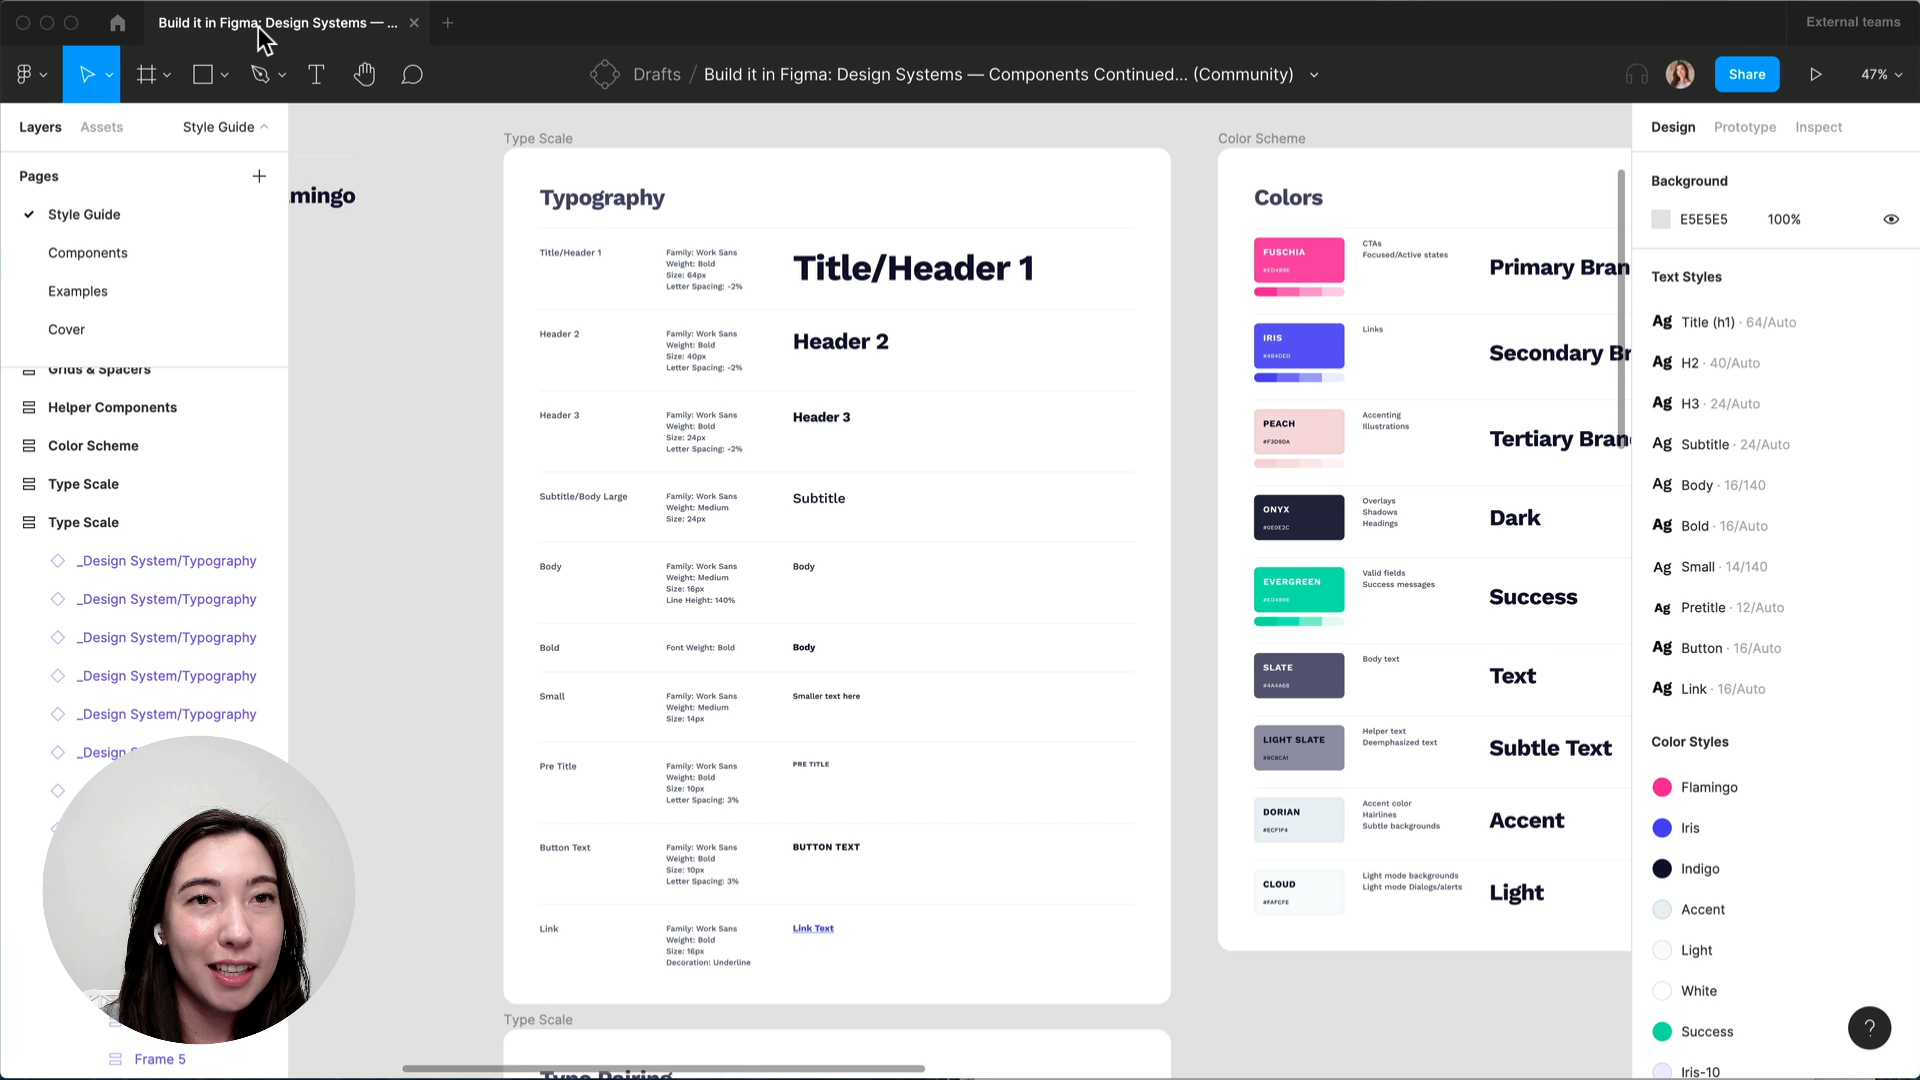 Build it in Figma: Design Systems — ...
External teams
Drafts / Build it in Figma: Design Systems — Components Continued... (Community)
Share
47%
Layers
Assets
Style Guide
Pages
Style Guide
Components
Examples
Cover
Grids & Spacers
Helper Components
Color Scheme
Type Scale
Type Scale
_Design System/Typography
_Design System/Typography
_Design System/Typography
_Design System/Typography
_Design System/Typography
_Design
Frame 5
mingo
Type Scale
Typography
Title/Header 1
Family: Work Sans
Weight: Bold
Size: 64px
Letter Spacing: -2%
Title/Header 1
Header 2
Family: Work Sans
Weight: Bold
Size: 40px
Letter Spacing: -2%
Header 2
Header 3
Family: Work Sans
Weight: Bold
Size: 24px
Letter Spacing: -2%
Header 3
Subtitle/Body Large
Family: Work Sans
Weight: Medium
Size: 24px
Subtitle
Body
Family: Work Sans
Weight: Medium
Size: 16px
Line Height: 140%
Body
Bold
Font Weight: Bold
Body
Small
Family: Work Sans
Weight: Medium
Size: 14px
Smaller text here
Pre Title
Family: Work Sans
Weight: Bold
Size: 10px
Letter Spacing: 3%
PRE TITLE
Button Text
Family: Work Sans
Weight: Bold
Size: 10px
Letter Spacing: 3%
BUTTON TEXT
Link
Family: Work Sans
Weight: Bold
Size: 16px
Decoration: Underline
Link Text
Type Scale
Type Pairing
Color Scheme
Colors
FUSCHIA
CTAs
Focused/Active states
Primary Bran
IRIS
Links
Secondary Br
PEACH
Accenting
Illustrations
Tertiary Bran
ONYX
#0E0E2C
Overlays
Shadows
Headings
Dark
EVERGREEN
Valid fields
Success messages
Success
SLATE
#4A4A68
Body text
Text
LIGHT SLATE
#8C8CA1
Helper text
Deemphasized text
Subtle Text
DORIAN
#ECF1F4
Accent color
Hairlines
Subtle backgrounds
Accent
CLOUD
#FAFCFE
Light mode backgrounds
Light mode Dialogs/alerts
Light
Design
Prototype
Inspect
Background
E5E5E5
100%
Text Styles
Ag Title (h1) · 64/Auto
Ag H2 · 40/Auto
Ag H3 · 24/Auto
Ag Subtitle · 24/Auto
Ag Body · 16/140
Ag Bold · 16/Auto
Ag Small · 14/140
Ag Pretitle · 12/Auto
Ag Button · 16/Auto
Ag Link · 16/Auto
Color Styles
Flamingo
Iris
Indigo
Accent
Light
White
Success
Iris-10
?